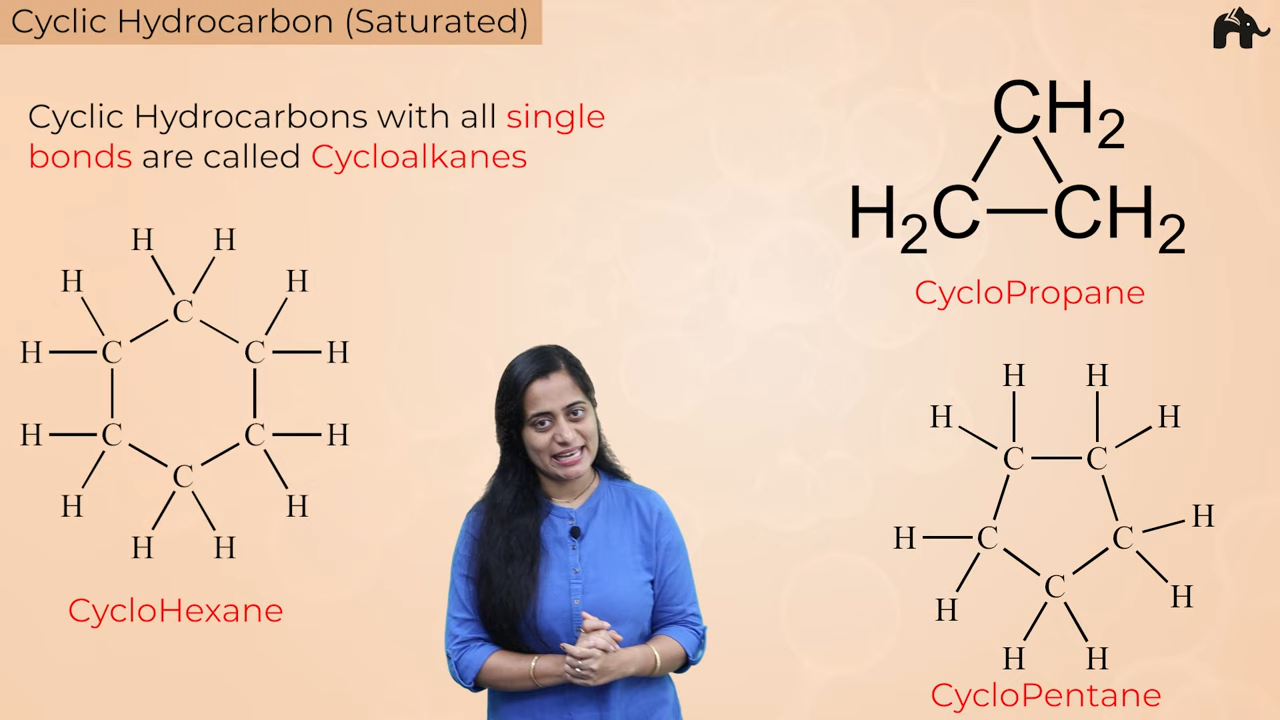 Cyclic Hydrocarbon (Saturated)
Cyclic Hydrocarbons with all single
bonds are called Cycloalkanes
H H
H H
C
H C C H
H C C H
C
H H
H H
CycloHexane
CH2
H2C CH2
CycloPropane
H H
H H
C C
H
H C C
C
H H
H H
CycloPentane